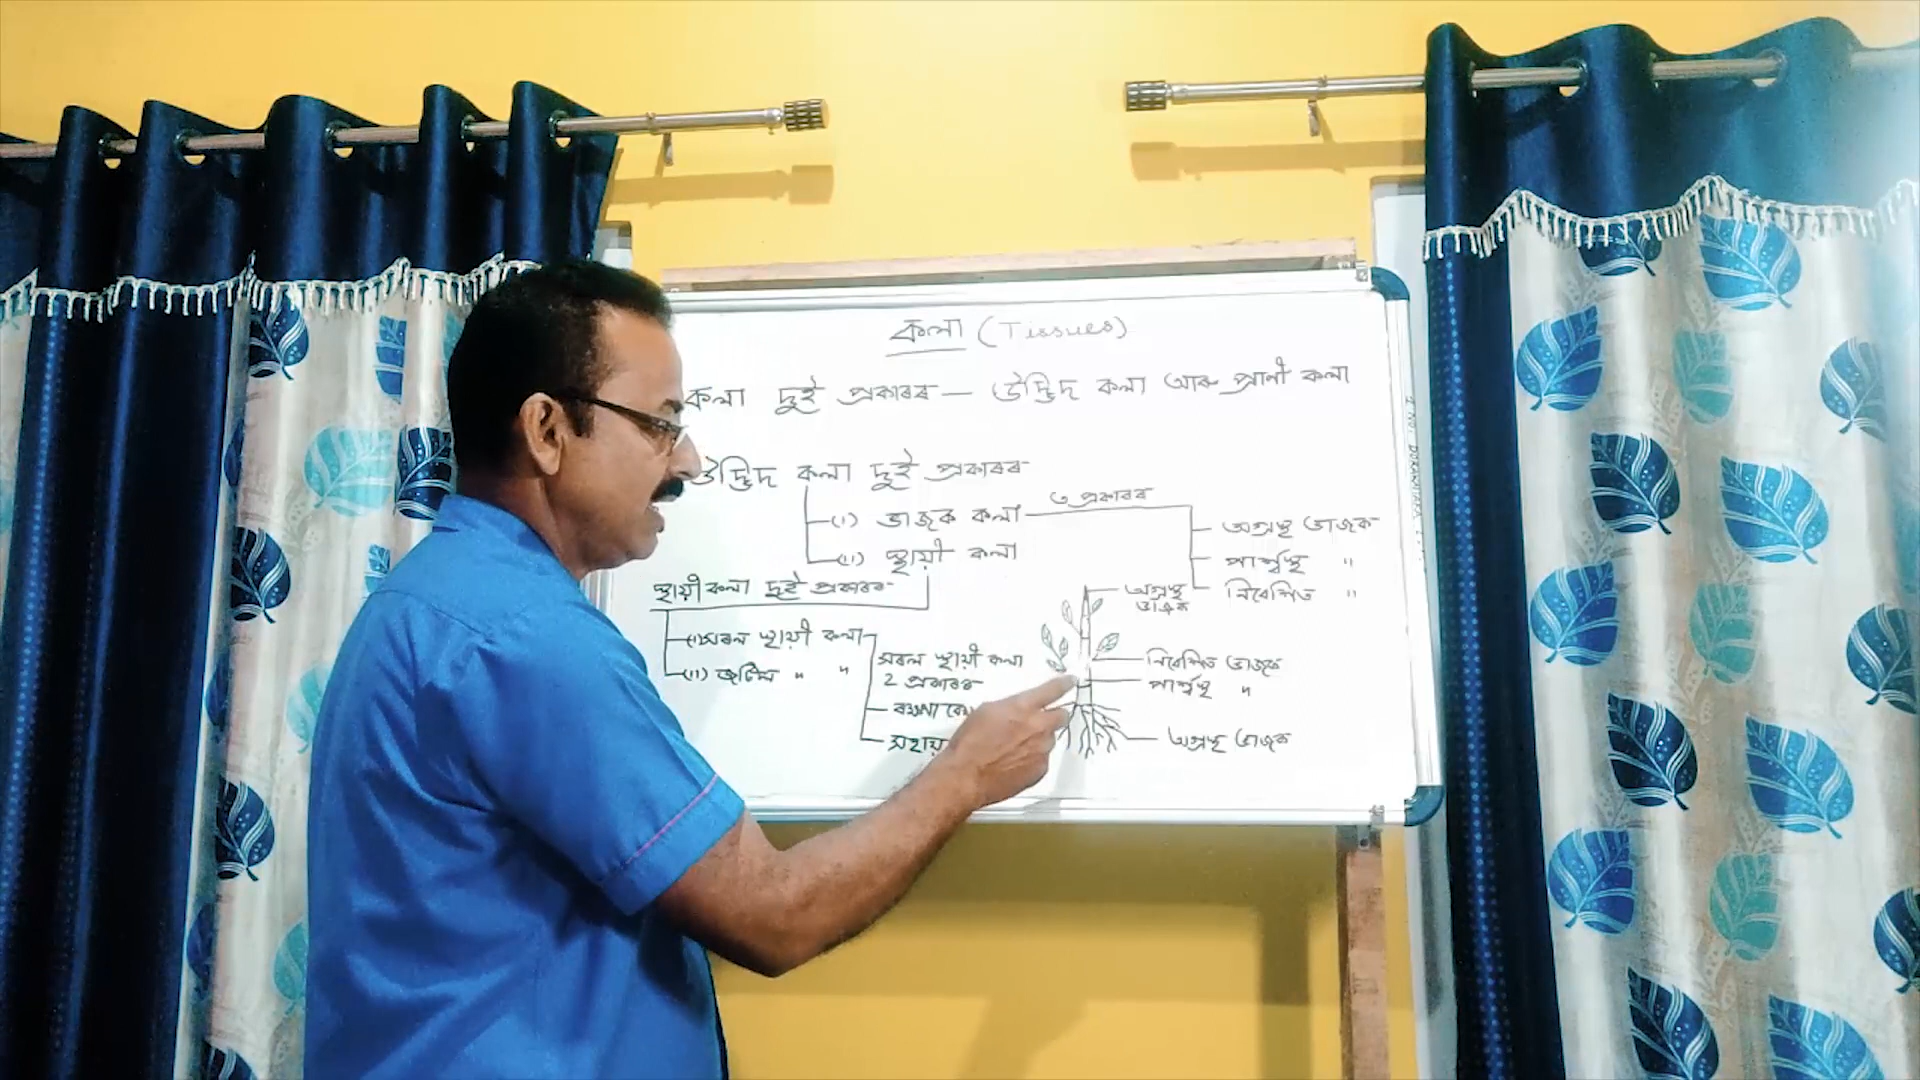 কলা (Tissues)
কলা দুই প্ৰকাৰৰ — উদ্ভিদ কলা আৰু প্ৰাণী কলা
উদ্ভিদ কলা দুই প্ৰকাৰৰ
(i) ভাজক কলা
৩ প্ৰকাৰৰ
অগ্ৰস্থ ভাজক
পাৰ্শ্বস্থ "
নিবেশিত "
(ii) স্থায়ী কলা
স্থায়ী কলা দুই প্ৰকাৰৰ
(i) সৰল স্থায়ী কলা
(ii) জটিল " "
সৰল স্থায়ী কলা
2 প্ৰকাৰৰ
অগ্ৰস্থ
ভাজক
নিবেশিত ভাজক
পাৰ্শ্বস্থ "
অগ্ৰস্থ ভাজক